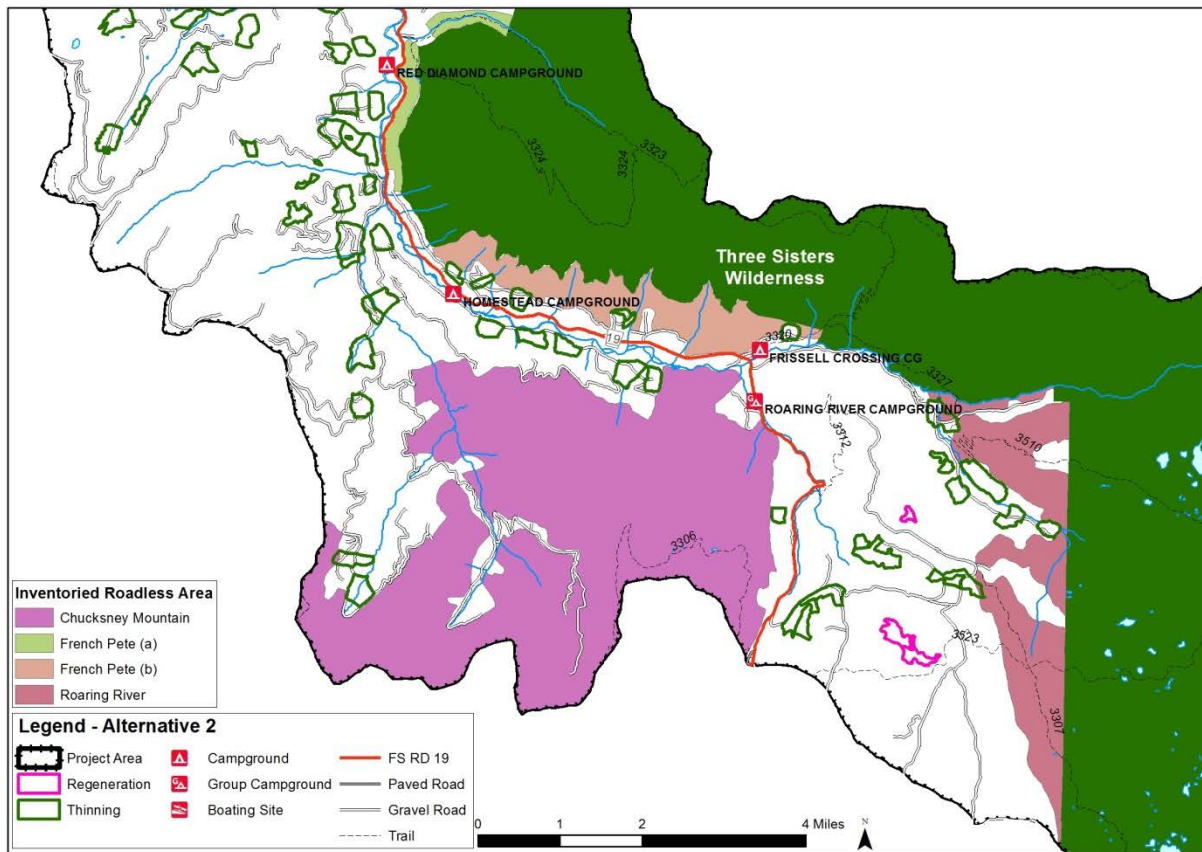 RED DIAMOND CAMPGROUND
3324
3324
3323
Three Sisters
Wilderness
HOMESTEAD CAMPGROUND
19
3320
FRISSELL CROSSING CG
3327
G
ROARING RIVER CAMPGROUND
3312
3510
3306
3523
3307
Inventoried Roadless Area
Chucksney Mountain
French Pete (a)
French Pete (b)
Roaring River
Legend - Alternative 2
Project Area
Campground
FS RD 19
Regeneration
G
Group Campground
Paved Road
Thinning
Boating Site
Gravel Road
Trail
0 1 2 4 Miles
N